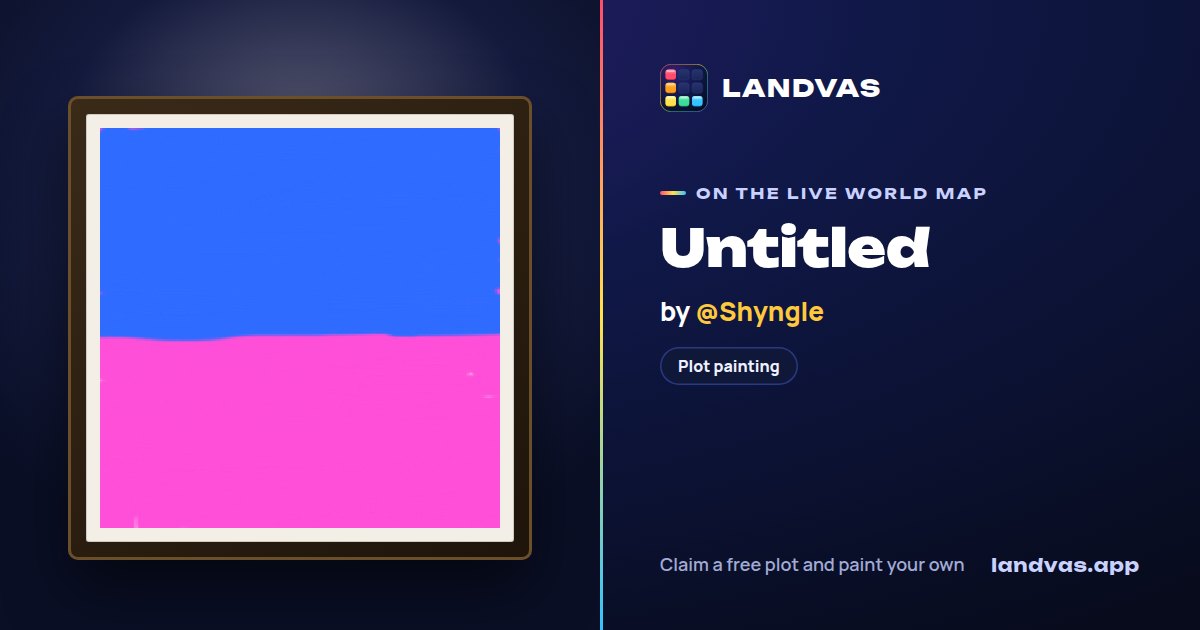 LANDVAS
ON THE LIVE WORLD MAP
Untitled
by @Shyngle
Plot painting
Claim a free plot and paint your own landvas.app